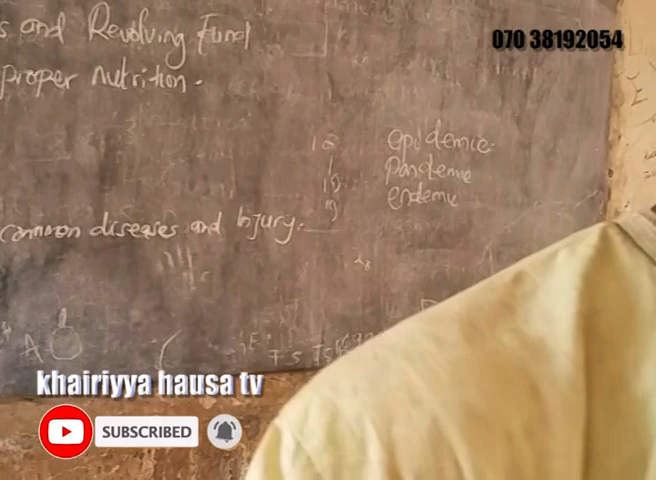 s and Revolving Fund
070 38192054
proper nutrition.
epidemic.
Pandemic
endemic
common diseases and Injury.
A
khairiyya hausa tv
SUBSCRIBED